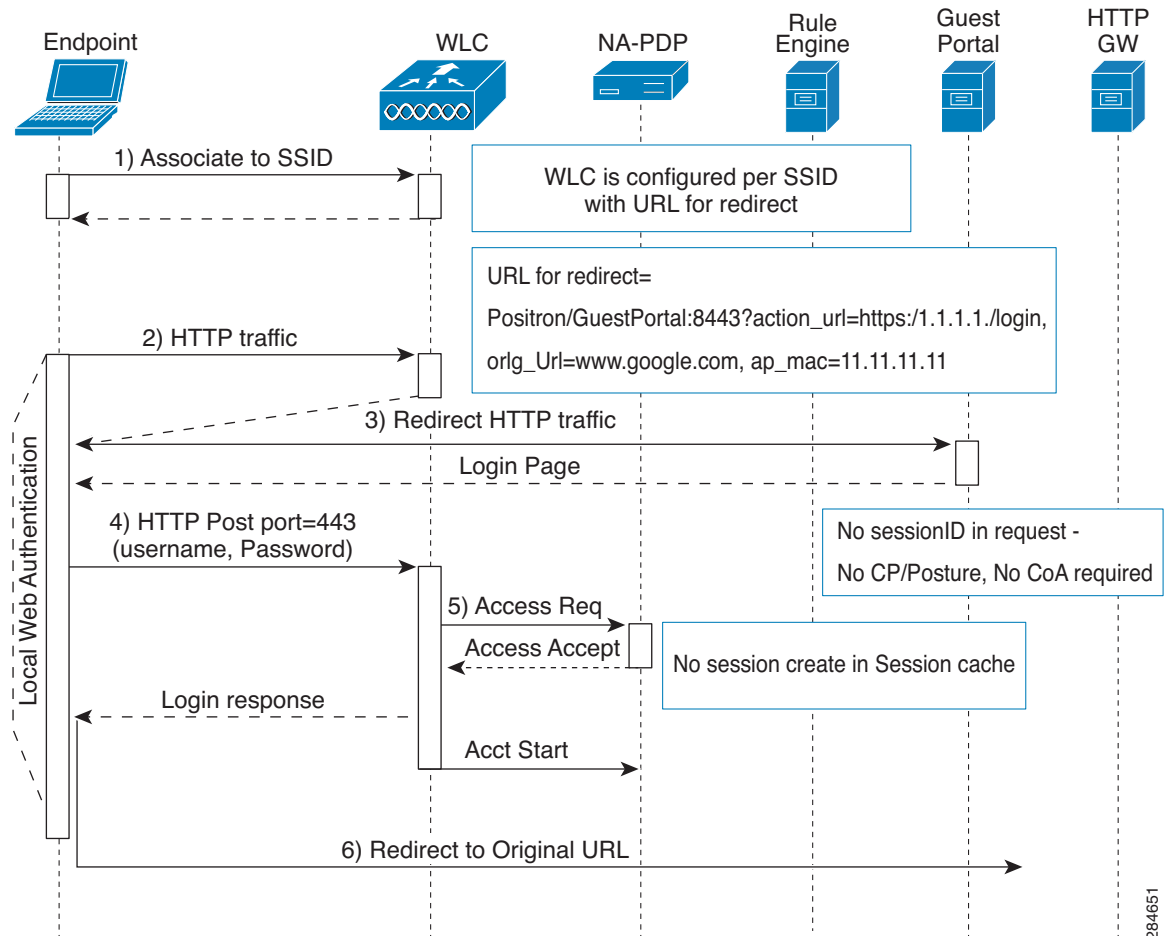 Endpoint
WLC
NA-PDP
Rule
Engine
Guest
Portal
HTTP
GW
1) Associate to SSID
WLC is configured per SSID
with URL for redirect
URL for redirect=
Positron/GuestPortal:8443?action_url=https:/1.1.1.1./login,
orlg_Url=www.google.com, ap_mac=11.11.11.11
2) HTTP traffic
3) Redirect HTTP traffic
Login Page
Local Web Authentication
4) HTTP Post port=443
(username, Password)
No sessionID in request -
No CP/Posture, No CoA required
5) Access Req
Access Accept
No session create in Session cache
Login response
Acct Start
6) Redirect to Original URL
284651